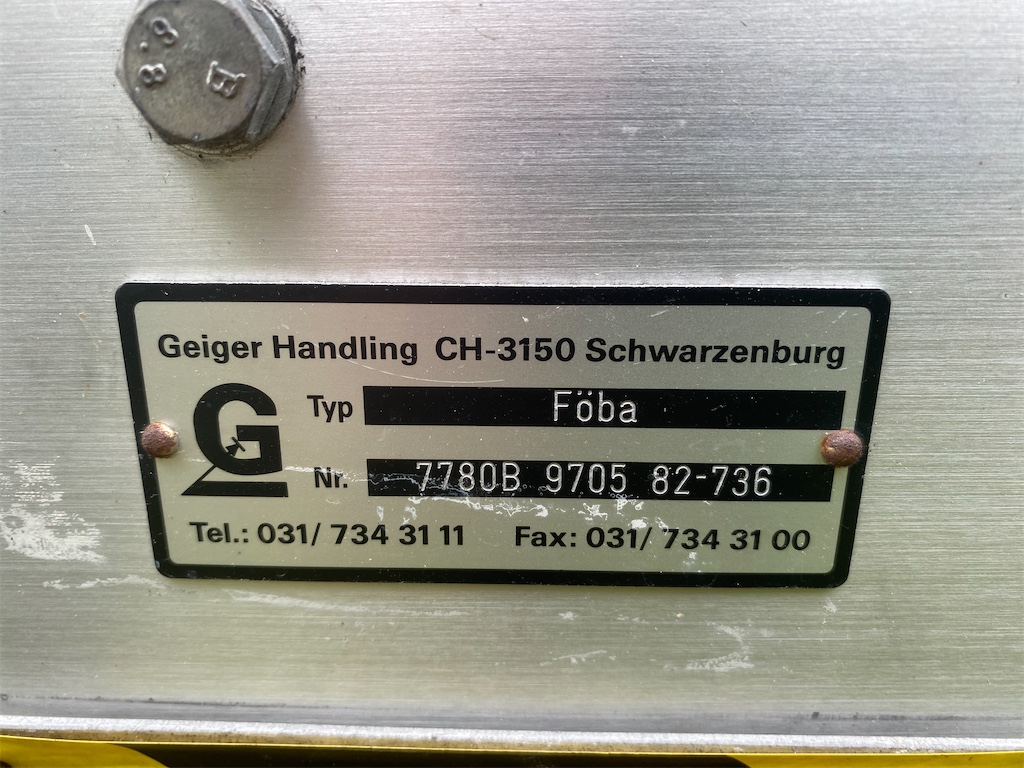 8.8
Geiger Handling CH-3150 Schwarzenburg
G
Typ Föba
Nr. 7780B 9705 82-736
Tel.: 031/ 734 31 11 Fax: 031/ 734 31 00